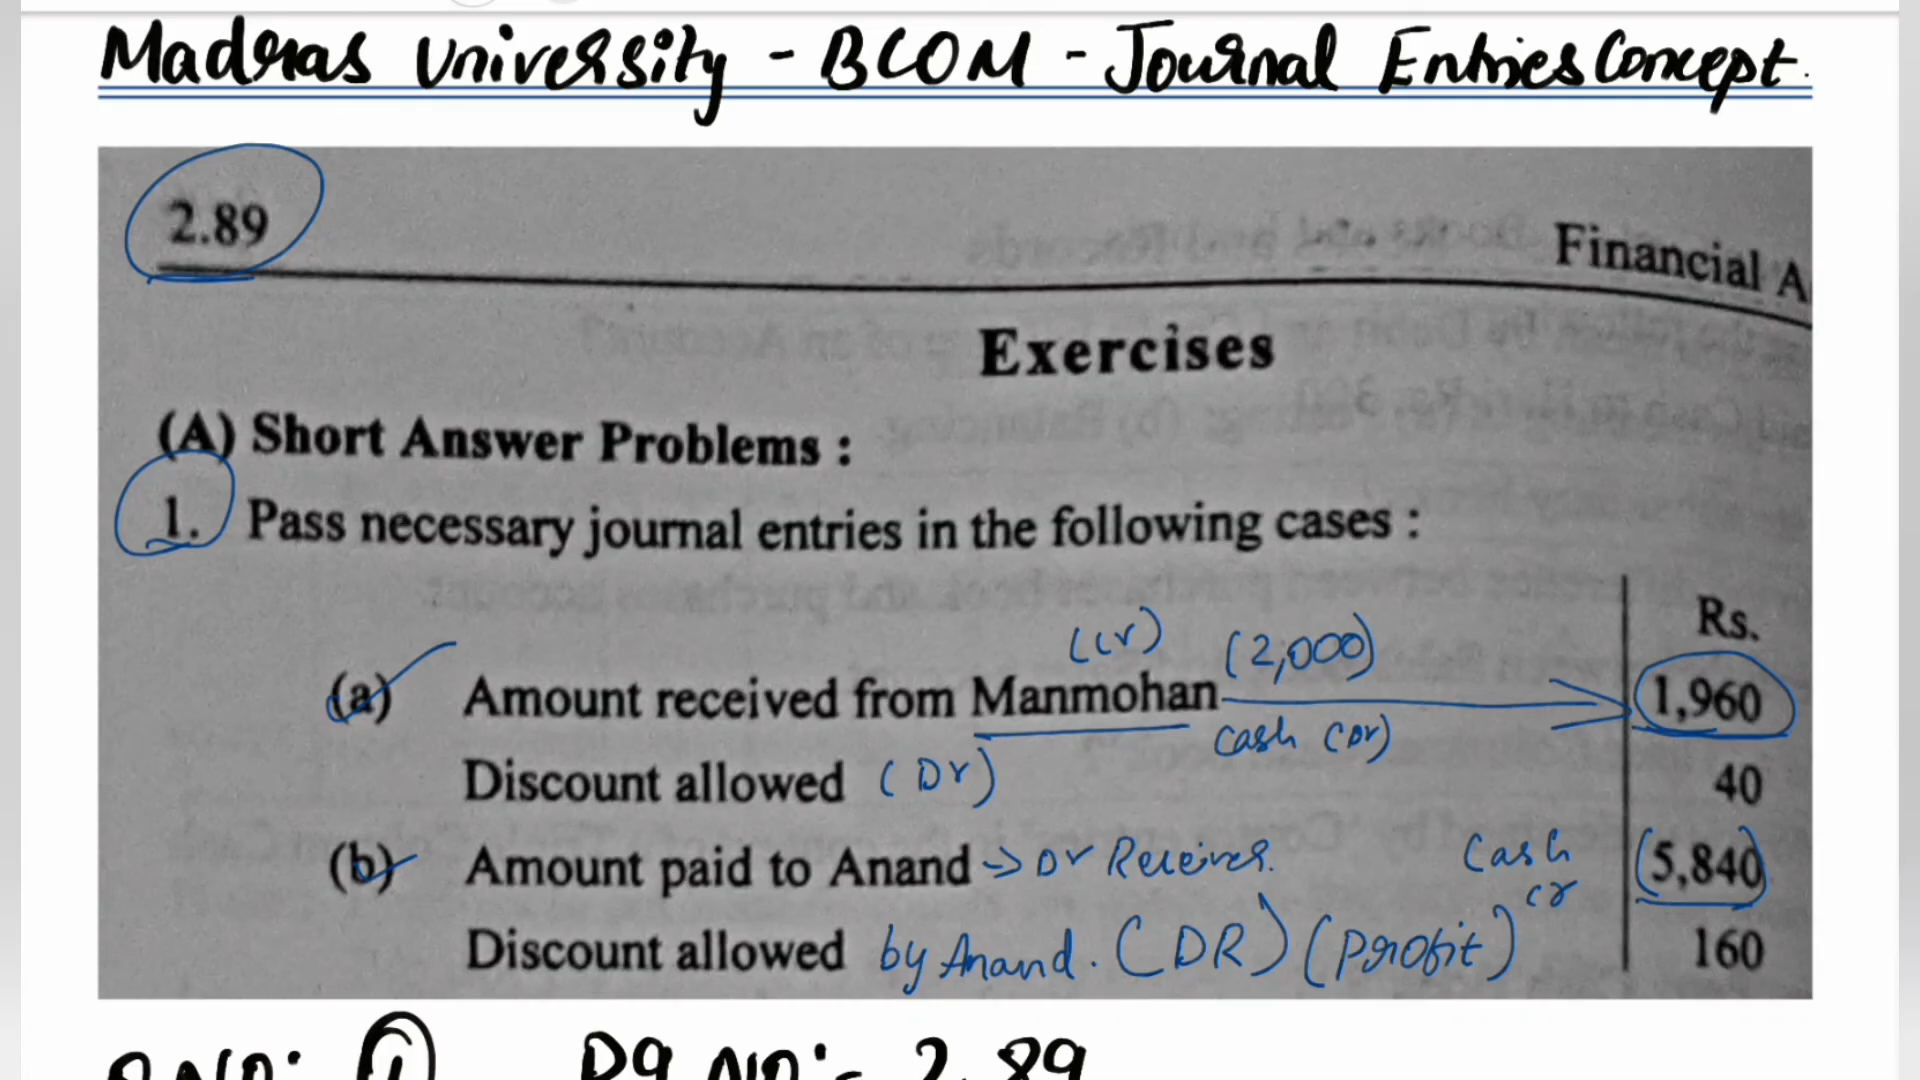 Madras University - BCOM - Journal Entries Concept.
2.89
Financial A
Exercises
(A) Short Answer Problems :
1. Pass necessary journal entries in the following cases :
Rs.
(Cr) (2,000)
(a) Amount received from Manmohan 1,960
Cash (Dr)
Discount allowed (Dr) 40
(b) Amount paid to Anand → Dr Receiver. Cash Cr (5,840)
Discount allowed by Anand. (DR) (Profit) 160
2.89